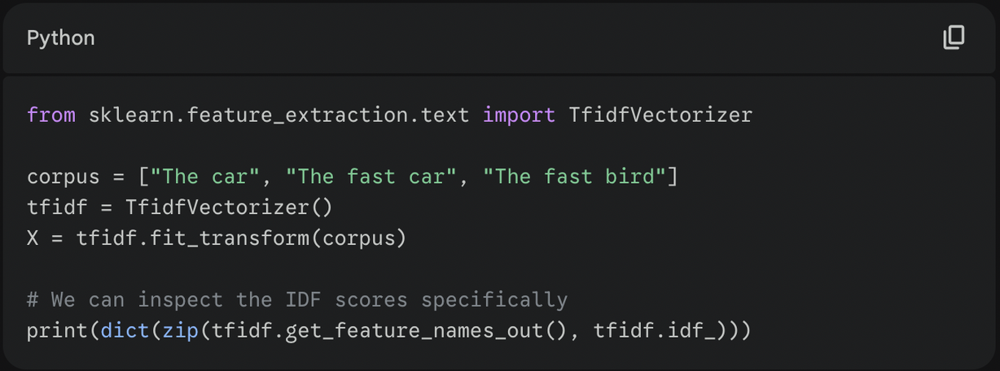 Python
from sklearn.feature_extraction.text import TfidfVectorizer
corpus = ["The car", "The fast car", "The fast bird"]
tfidf = TfidfVectorizer()
X = tfidf.fit_transform(corpus)
# We can inspect the IDF scores specifically
print(dict(zip(tfidf.get_feature_names_out(), tfidf.idf_)))